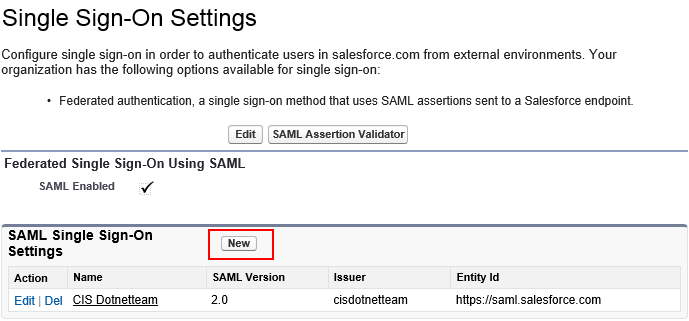 Single Sign-On Settings
Configure single sign-on in order to authenticate users in salesforce.com from external environments. Your
organization has the following options available for single sign-on:
• Federated authentication, a single sign-on method that uses SAML assertions sent to a Salesforce endpoint.
Edit SAML Assertion Validator
Federated Single Sign-On Using SAML
SAML Enabled ✓
SAML Single Sign-On
Settings
New
Action Name SAML Version Issuer Entity Id
Edit | Del CIS Dotnetteam 2.0 cisdotnetteam https://saml.salesforce.com